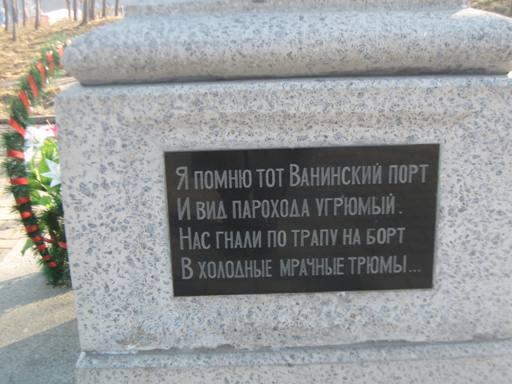 Я помню тот Ванинский порт
И вид парохода угрюмый.
Нас гнали по трапу на борт
В холодные мрачные трюмы...